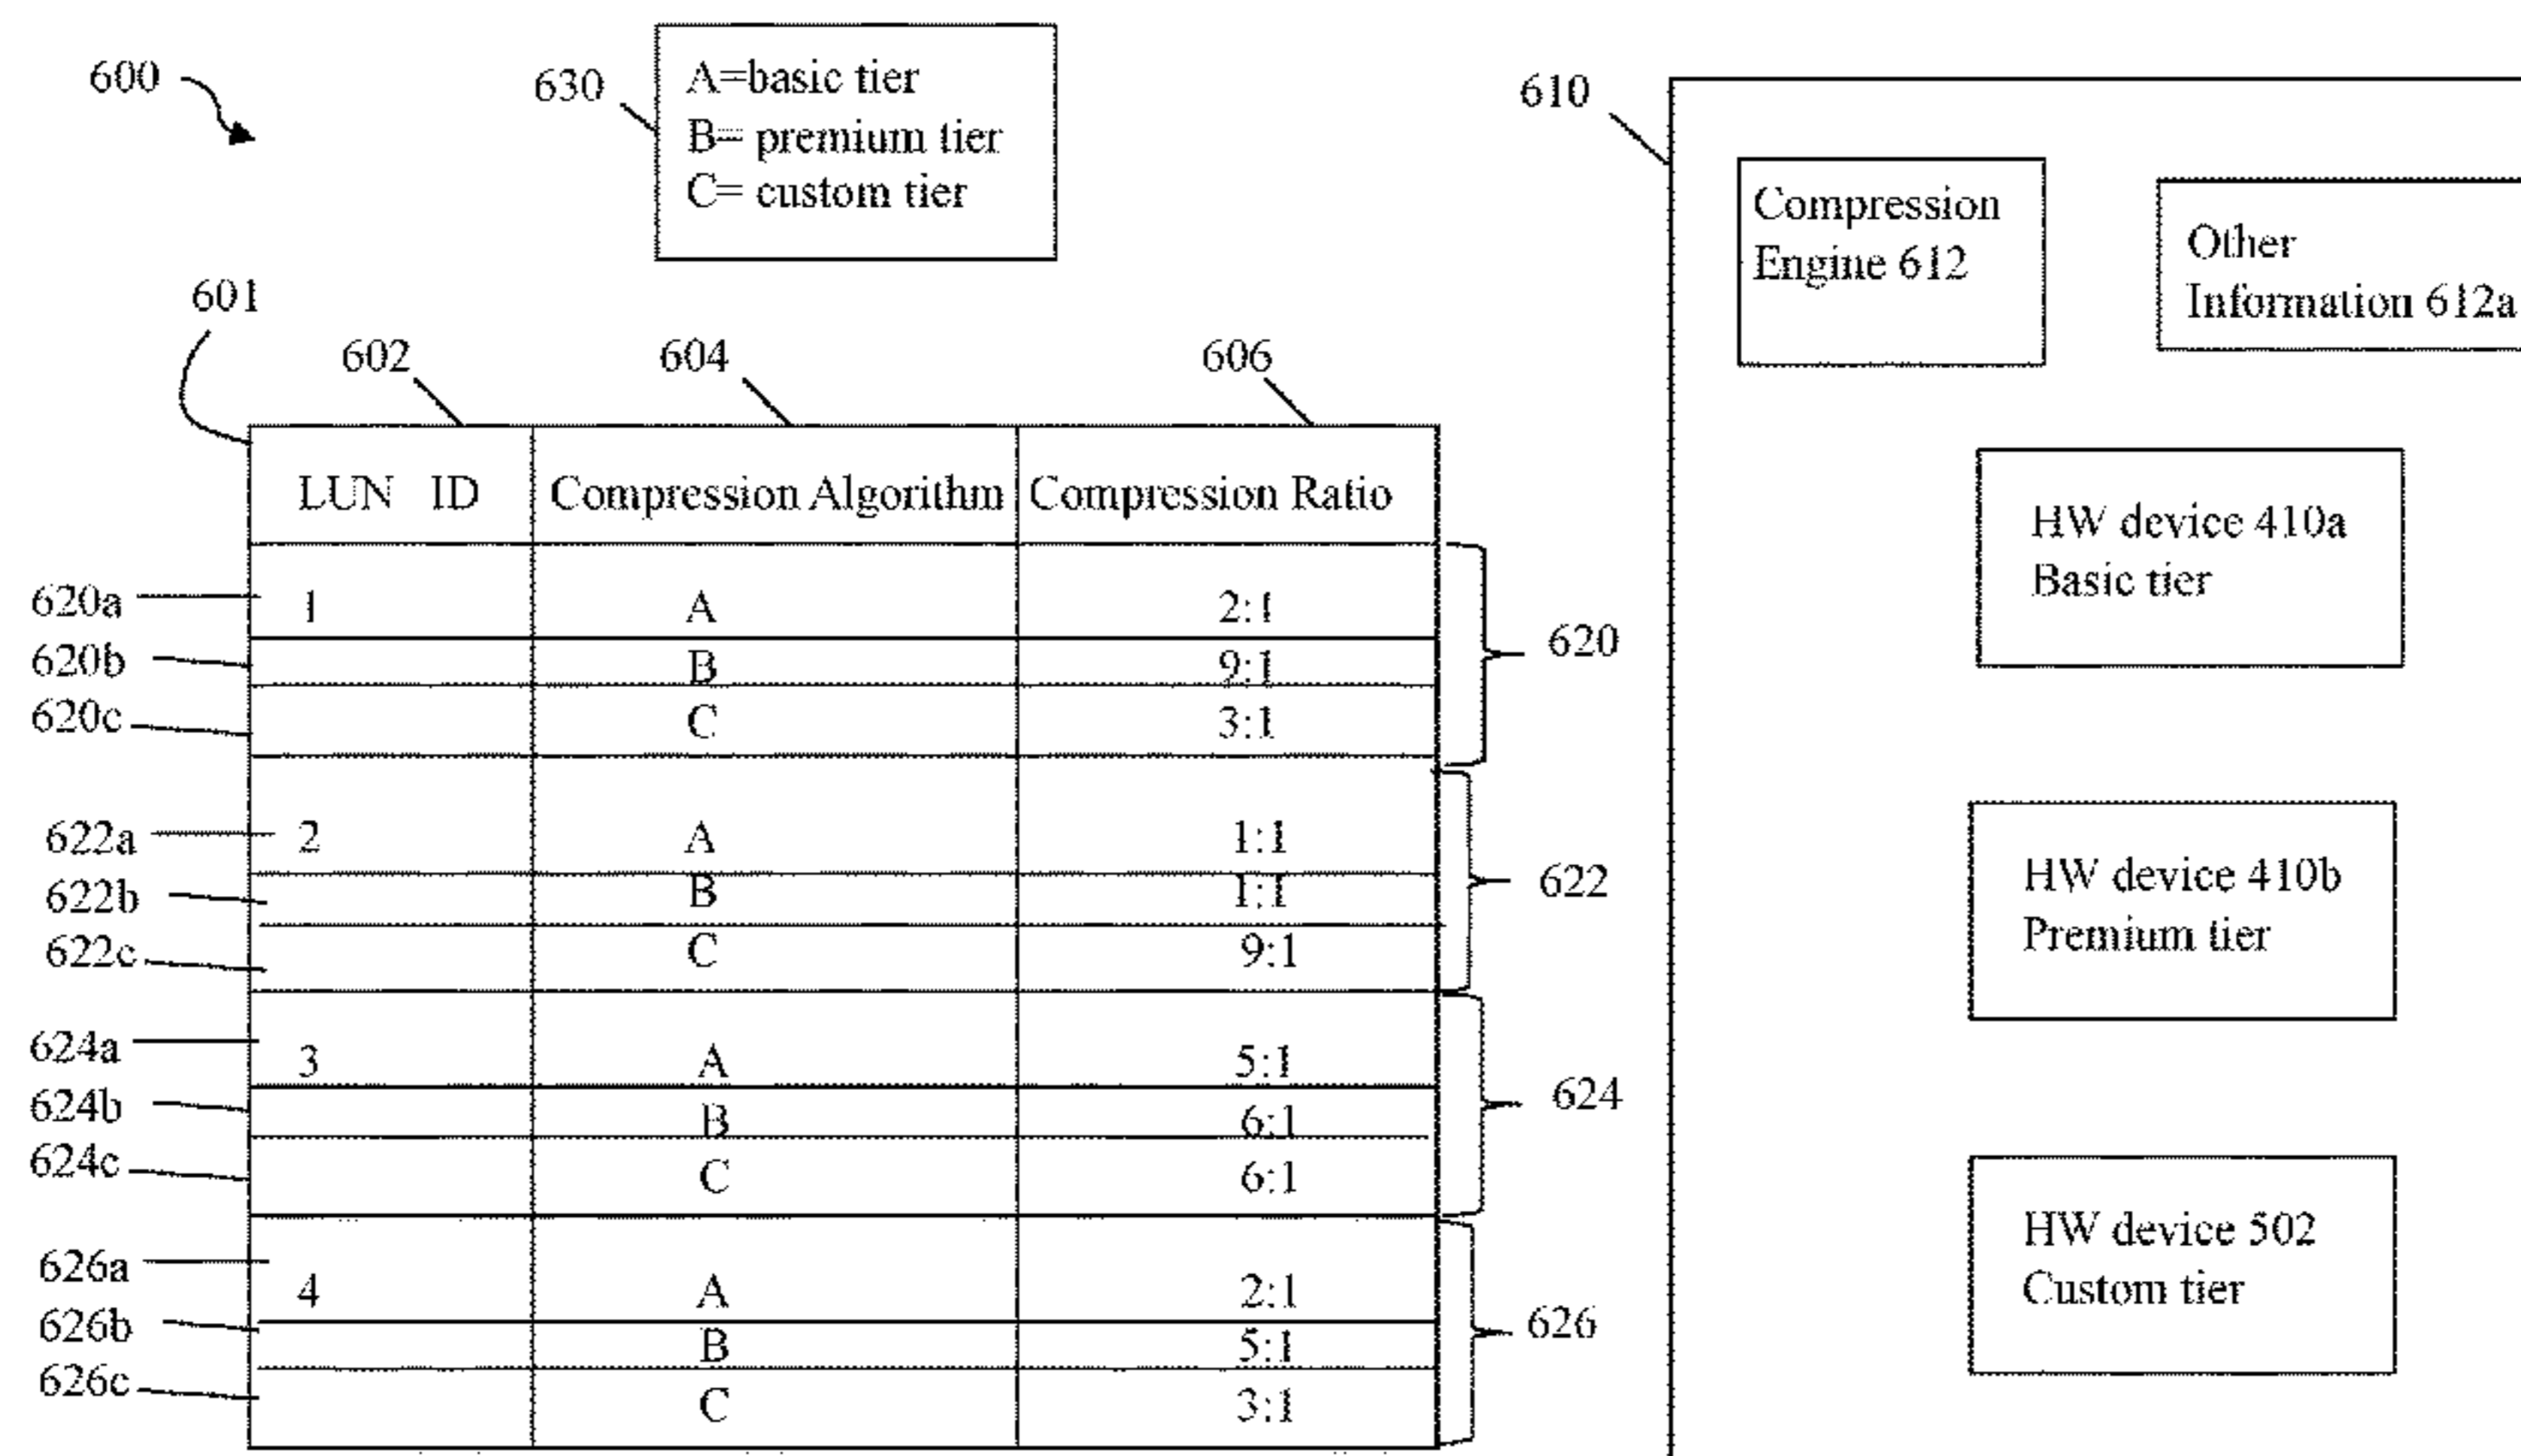 600
630
A=basic tier
B= premium tier
C= custom tier
610
Compression
Engine 612
Other
Information 612a
601
602
604
606
LUN ID Compression Algorithm Compression Ratio
620a 1 A 2:1
620b B 9:1
620c C 3:1
620
622a 2 A 1:1
622b B 1:1
622c C 9:1
622
624a 3 A 5:1
624b B 6:1
624c C 6:1
624
626a 4 A 2:1
626b B 5:1
626c C 3:1
626
HW device 410a
Basic tier
HW device 410b
Premium tier
HW device 502
Custom tier